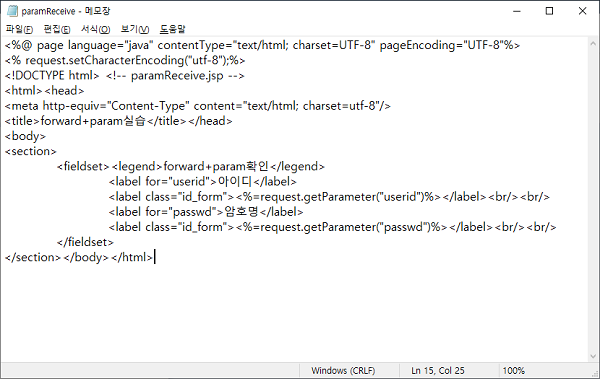 paramReceive - 메모장
파일(F) 편집(E) 서식(O) 보기(V) 도움말
<%@ page language="java" contentType="text/html; charset=UTF-8" pageEncoding="UTF-8"%>
<% request.setCharacterEncoding("utf-8");%>
<!DOCTYPE html> <!-- paramReceive.jsp -->
<html><head>
<meta http-equiv="Content-Type" content="text/html; charset=utf-8"/>
<title>forward+param실습</title></head>
<body>
<section>
<fieldset><legend>forward+param확인</legend>
<label for="userid">아이디</label>
<label class="id_form"><%=request.getParameter("userid")%></label><br/><br/>
<label for="passwd">암호명</label>
<label class="id_form"><%=request.getParameter("passwd")%></label><br/><br/>
</fieldset>
</section></body></html>
Windows (CRLF) Ln 15, Col 25 100%